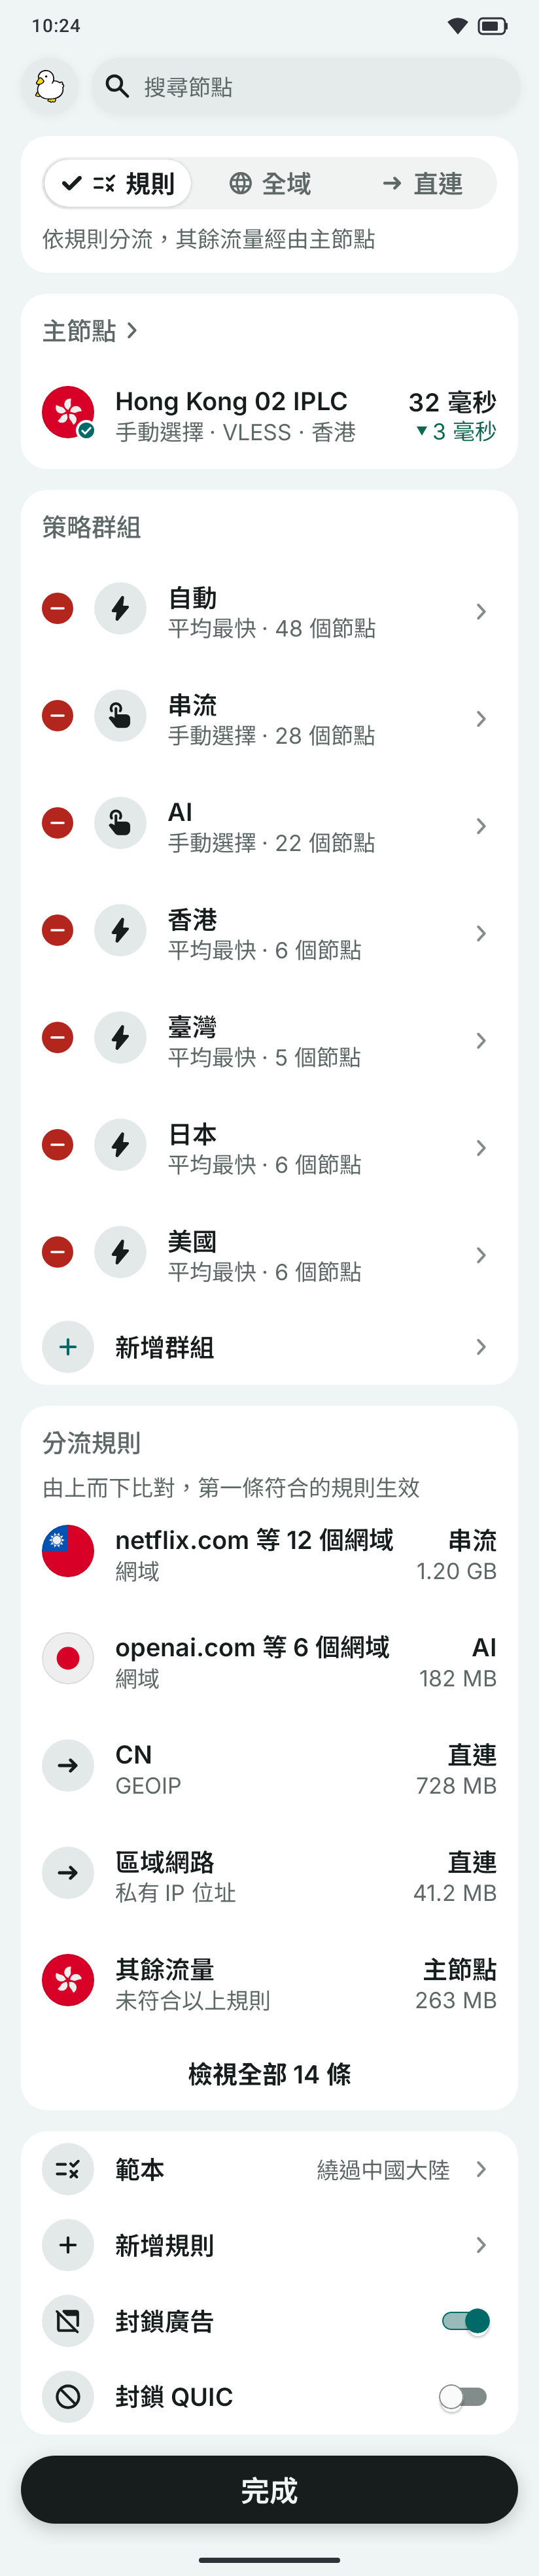 10:24
搜尋節點
規則
全域
直連
依規則分流，其餘流量經由主節點
主節點
Hong Kong 02 IPLC
32 毫秒
手動選擇 · VLESS · 香港
▼3 毫秒
策略群組
自動
平均最快 · 48 個節點
串流
手動選擇 · 28 個節點
AI
手動選擇 · 22 個節點
香港
平均最快 · 6 個節點
臺灣
平均最快 · 5 個節點
日本
平均最快 · 6 個節點
美國
平均最快 · 6 個節點
新增群組
分流規則
由上而下比對，第一條符合的規則生效
netflix.com 等 12 個網域
串流
網域
1.20 GB
openai.com 等 6 個網域
AI
網域
182 MB
CN
直連
GEOIP
728 MB
區域網路
直連
私有 IP 位址
41.2 MB
其餘流量
主節點
未符合以上規則
263 MB
檢視全部 14 條
範本
繞過中國大陸
新增規則
封鎖廣告
封鎖 QUIC
完成